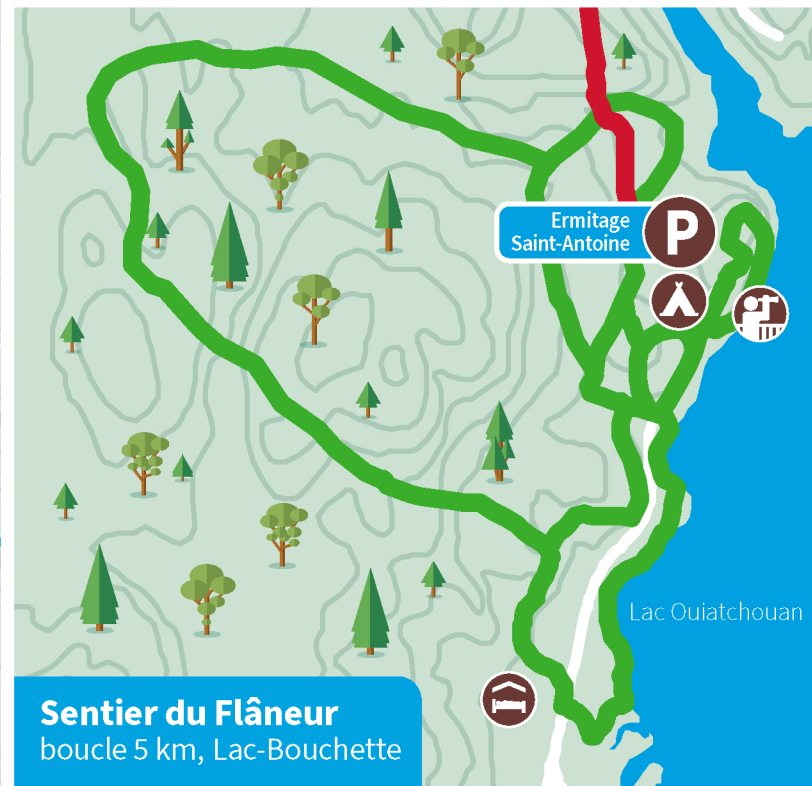 Ermitage
Saint-Antoine
P
Lac Ouiatchouan
Sentier du Flâneur
boucle 5 km, Lac-Bouchette